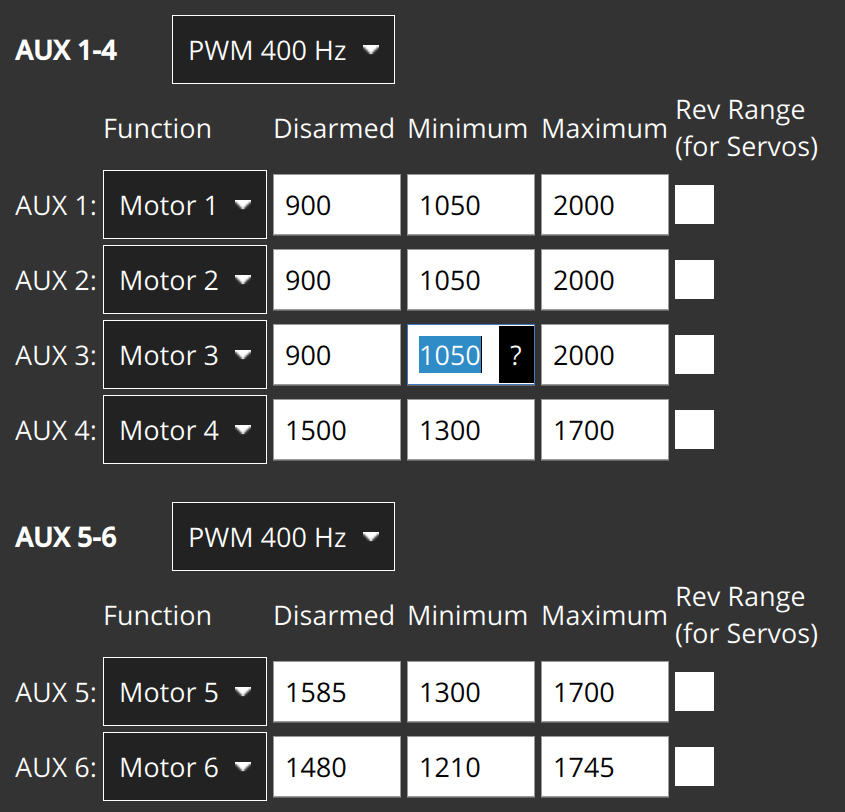 AUX 1-4 PWM 400 Hz
Function Disarmed Minimum Maximum Rev Range (for Servos)
AUX 1: Motor 1 900 1050 2000
AUX 2: Motor 2 900 1050 2000
AUX 3: Motor 3 900 1050 ? 2000
AUX 4: Motor 4 1500 1300 1700
AUX 5-6 PWM 400 Hz
Function Disarmed Minimum Maximum Rev Range (for Servos)
AUX 5: Motor 5 1585 1300 1700
AUX 6: Motor 6 1480 1210 1745